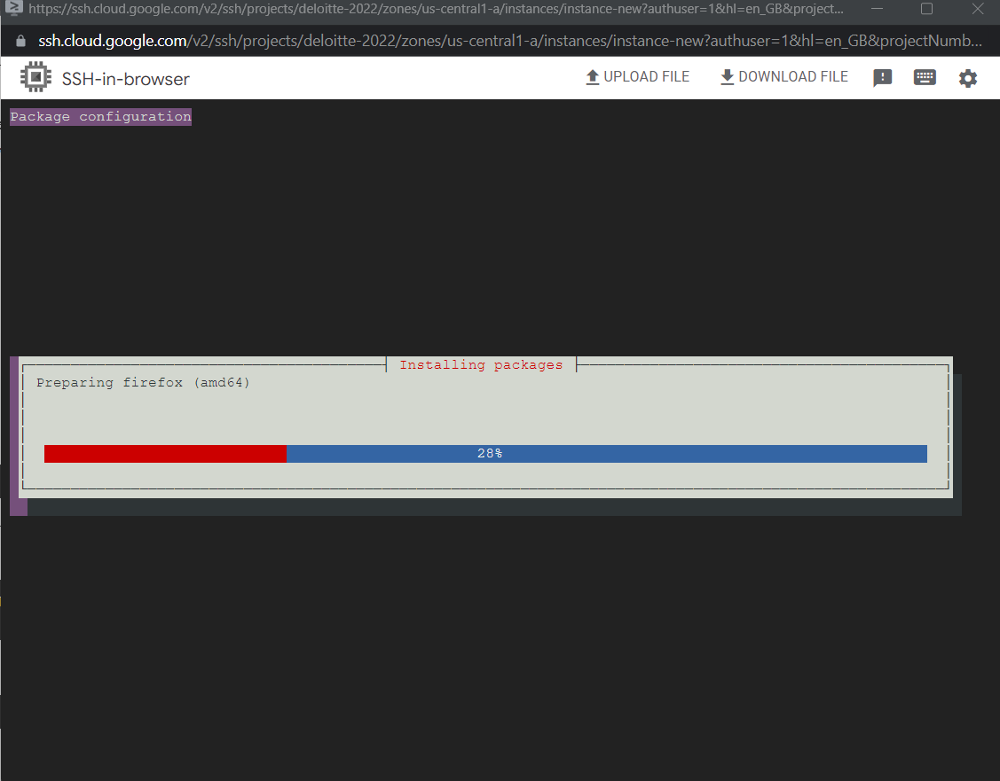 https://ssh.cloud.google.com/v2/ssh/projects/deloitte-2022/zones/us-central1-a/instances/instance-new?authuser=1&hl=en_GB&project...
ssh.cloud.google.com/v2/ssh/projects/deloitte-2022/zones/us-central1-a/instances/instance-new?authuser=1&hl=en_GB&projectNumb...
SSH-in-browser
UPLOAD FILE
DOWNLOAD FILE
Package configuration
Installing packages
Preparing firefox (amd64)
28%